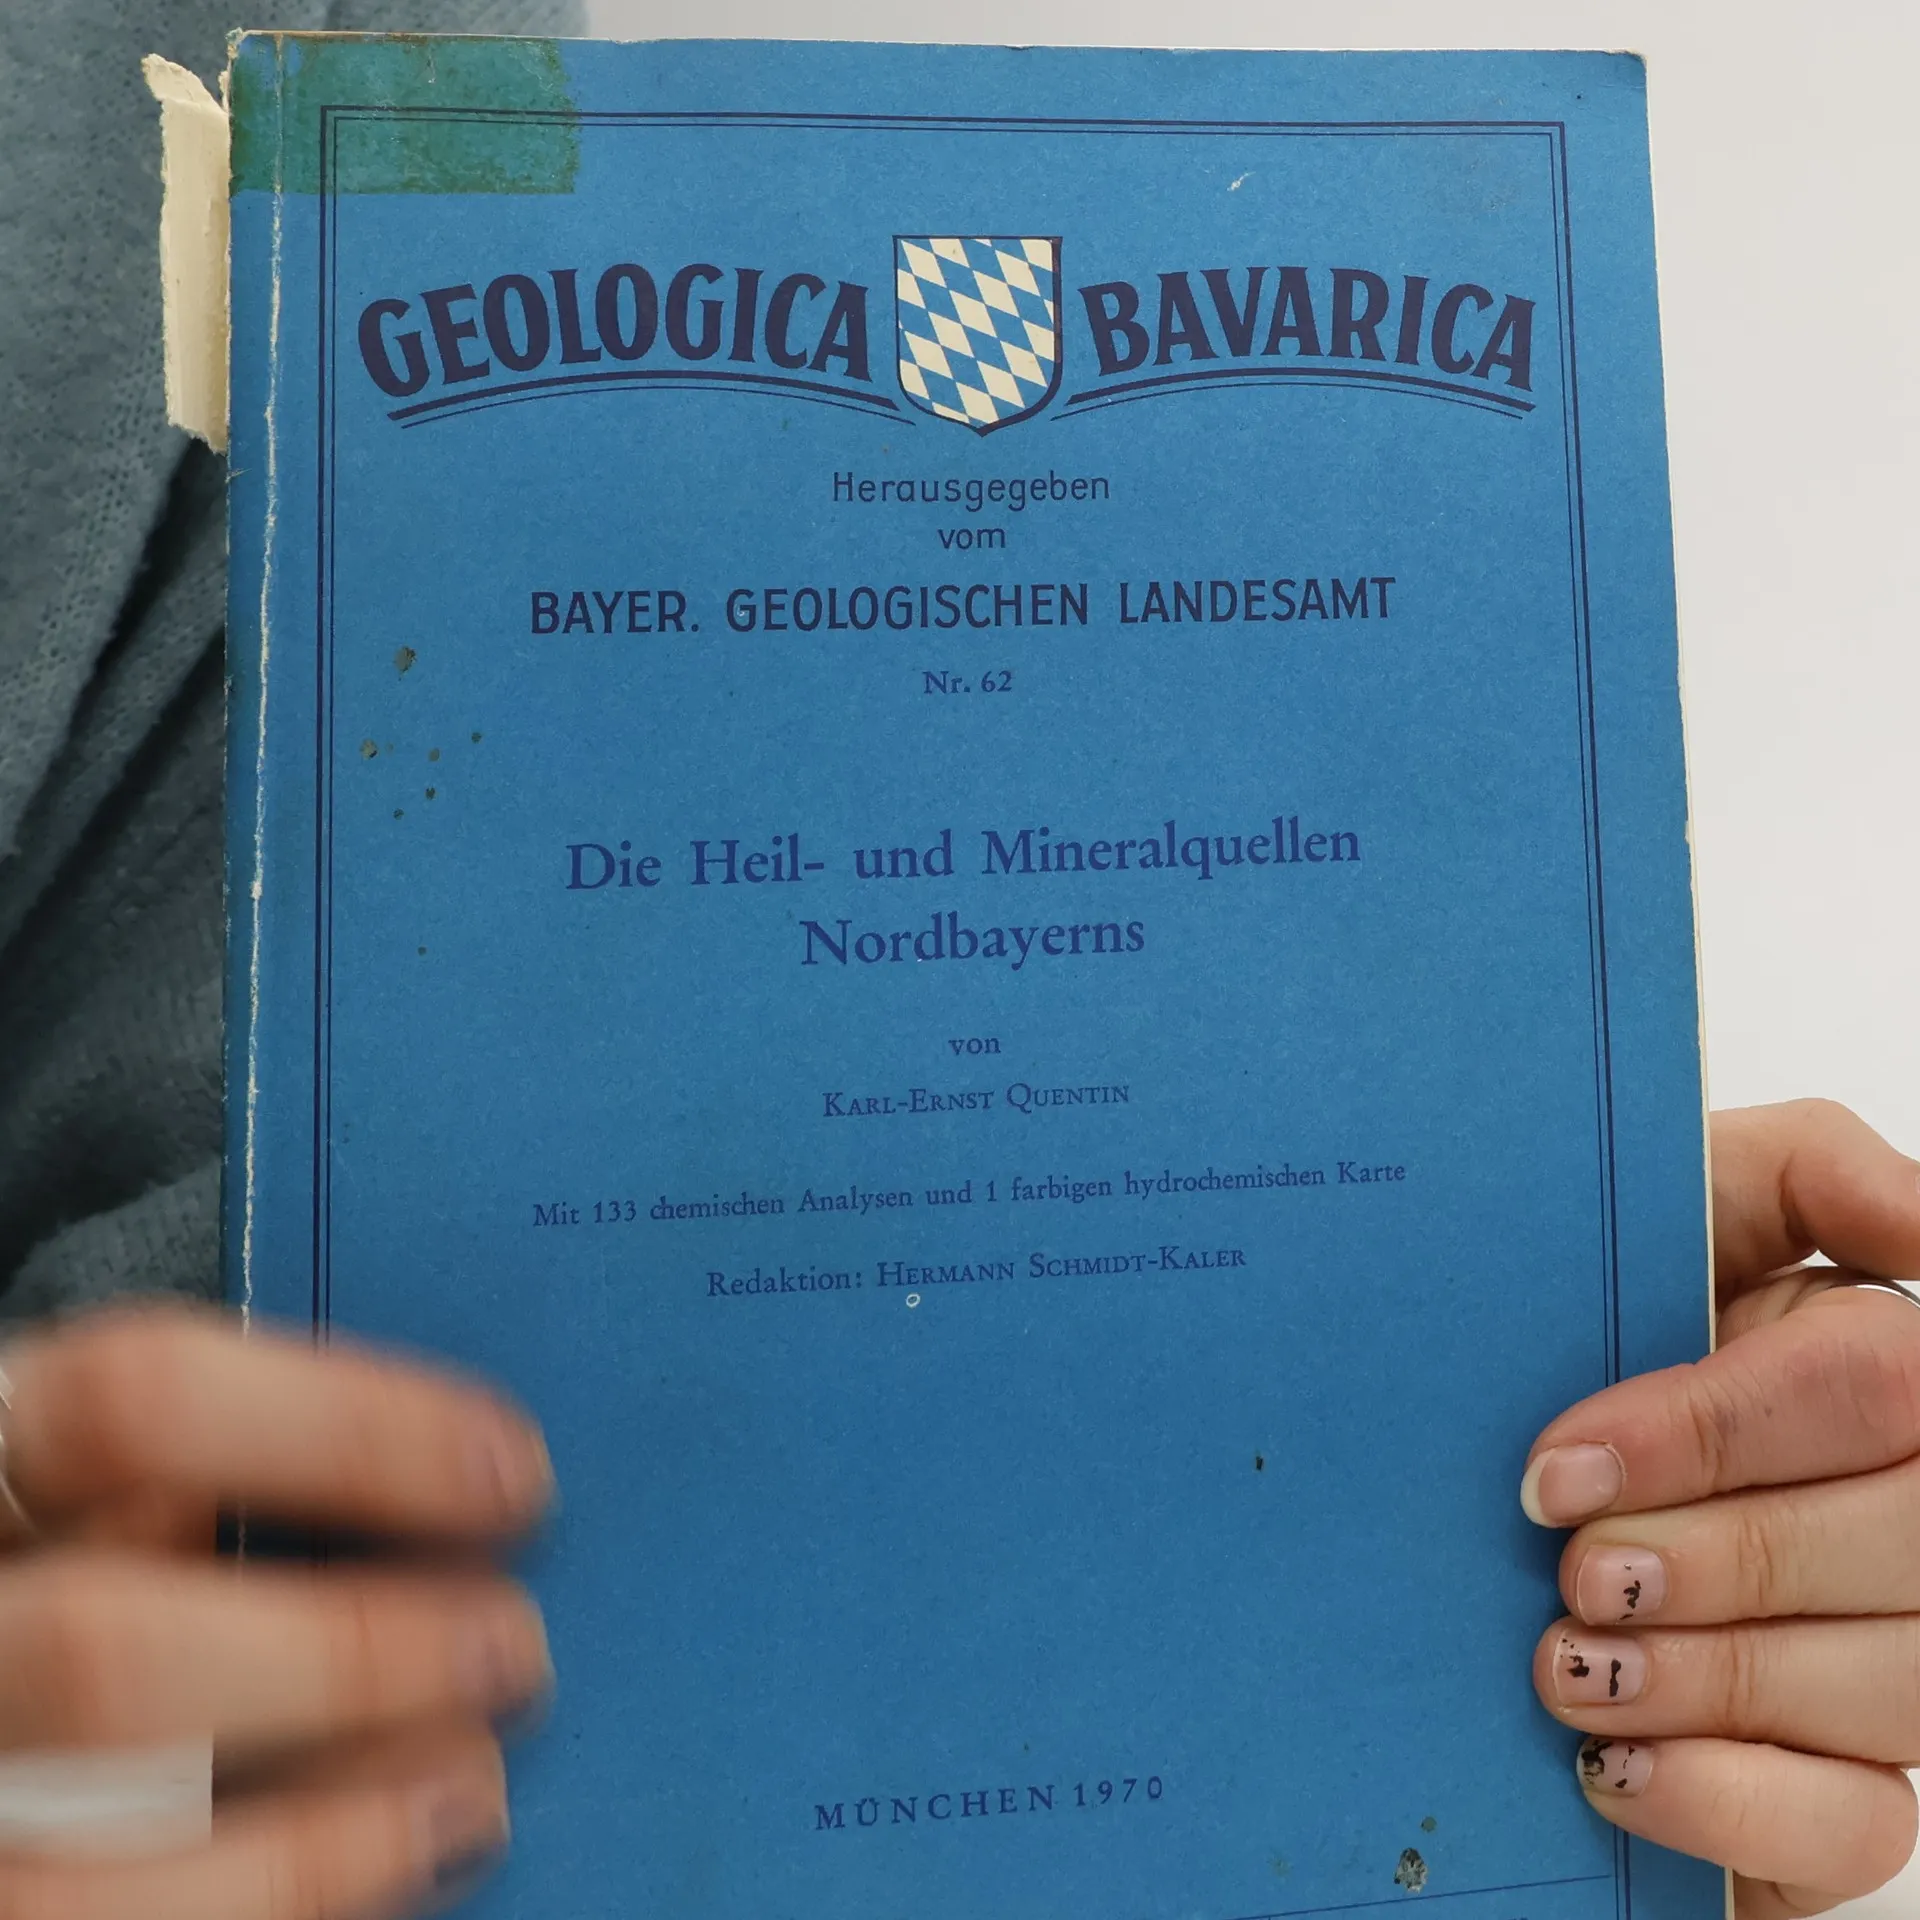 GEOLOGICA BAVARICA
Herausgegeben
vom
BAYER. GEOLOGISCHEN LANDESAMT
Nr. 62
Die Heil- und Mineralquellen
Nordbayerns
von
KARL-ERNST QUENTIN
Mit 133 chemischen Analysen und 1 farbigen hydrochemischen Karte
Redaktion: HERMANN SCHMIDT-KALER
MÜNCHEN 1970